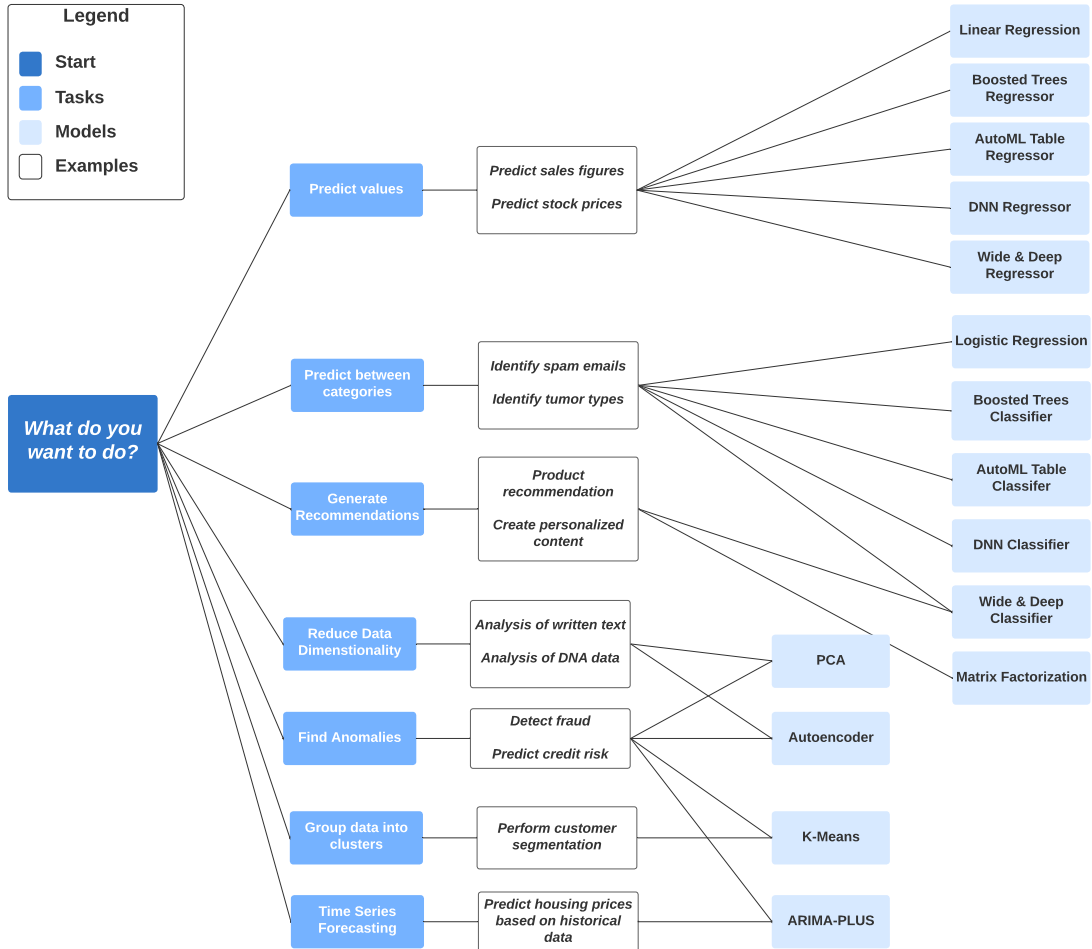 Legend
Start
Tasks
Models
Examples
What do you
want to do?
Predict values
Predict sales figures
Predict stock prices
Linear Regression
Boosted Trees
Regressor
AutoML Table
Regressor
DNN Regressor
Wide & Deep
Regressor
Predict between
categories
Identify spam emails
Identify tumor types
Logistic Regression
Boosted Trees
Classifier
AutoML Table
Classifer
DNN Classifier
Wide & Deep
Classifier
Generate
Recommendations
Product
recommendation
Create personalized
content
Matrix Factorization
Reduce Data
Dimenstionality
Analysis of written text
Analysis of DNA data
PCA
Autoencoder
Find Anomalies
Detect fraud
Predict credit risk
Group data into
clusters
Perform customer
segmentation
K-Means
Time Series
Forecasting
Predict housing prices
based on historical
data
ARIMA-PLUS